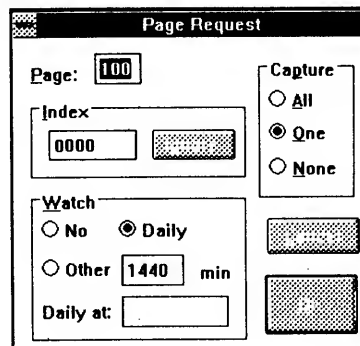 Page Request
Page: 100
Capture
All
One
None
Index
0000
Watch
No Daily
Other 1440 min
Daily at: